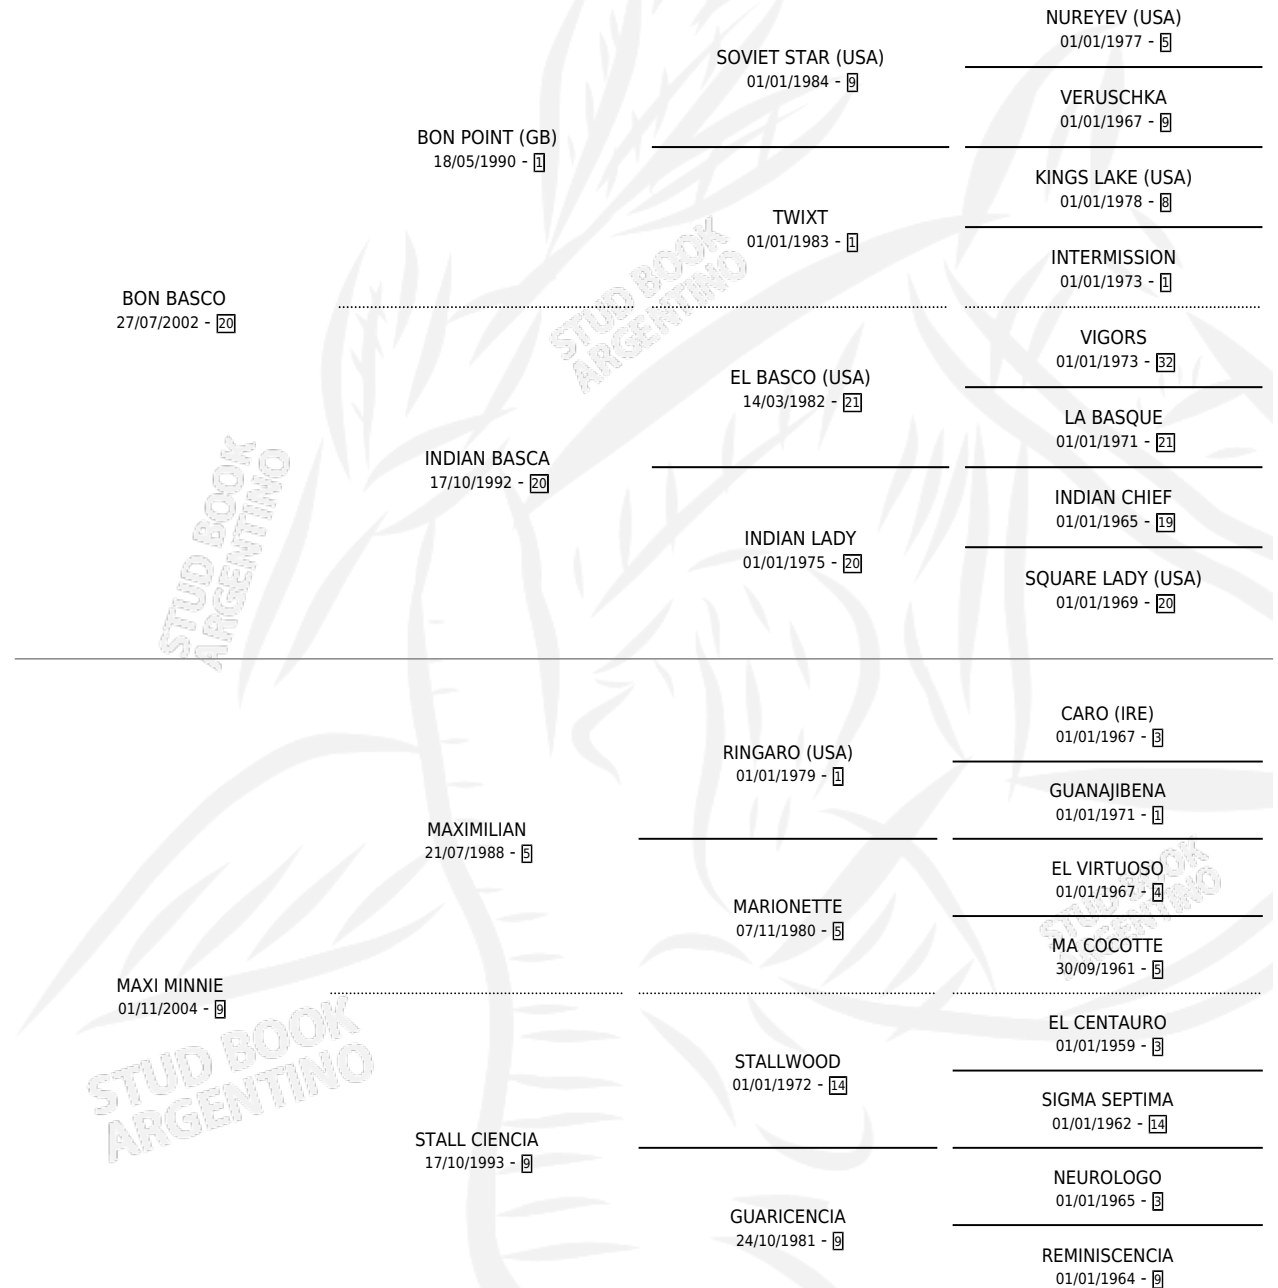 NUREYEV (USA)
01/01/1977 - 5
SOVIET STAR (USA)
01/01/1984 - 9
VERUSCHKA
01/01/1967 - 9
BON POINT (GB)
18/05/1990 - 1
KINGS LAKE (USA)
01/01/1978 - 8
TWIXT
01/01/1983 - 1
INTERMISSION
01/01/1973 - 1
BON BASCO
27/07/2002 - 20
VIGORS
01/01/1973 - 32
EL BASCO (USA)
14/03/1982 - 21
LA BASQUE
01/01/1971 - 21
INDIAN BASCA
17/10/1992 - 20
INDIAN CHIEF
01/01/1965 - 19
INDIAN LADY
01/01/1975 - 20
SQUARE LADY (USA)
01/01/1969 - 20
STUD BOOK
ARGENTINO
STUD BOOK
ARGENTINO
CARO (IRE)
01/01/1967 - 3
RINGARO (USA)
01/01/1979 - 1
GUANAJIBENA
01/01/1971 - 1
MAXIMILIAN
21/07/1988 - 5
EL VIRTUOSO
01/01/1967 - 4
MARIONETTE
07/11/1980 - 5
MA COCOTTE
30/09/1961 - 5
STUD BOOK
ARGENTINO
MAXI MINNIE
01/11/2004 - 9
EL CENTAURO
01/01/1959 - 3
STALLWOOD
01/01/1972 - 14
SIGMA SEPTIMA
01/01/1962 - 14
STUD BOOK
ARGENTINO
STALL CIENCIA
17/10/1993 - 9
NEUROLOGO
01/01/1965 - 3
GUARICENCIA
24/10/1981 - 9
REMINISCENCIA
01/01/1964 - 9